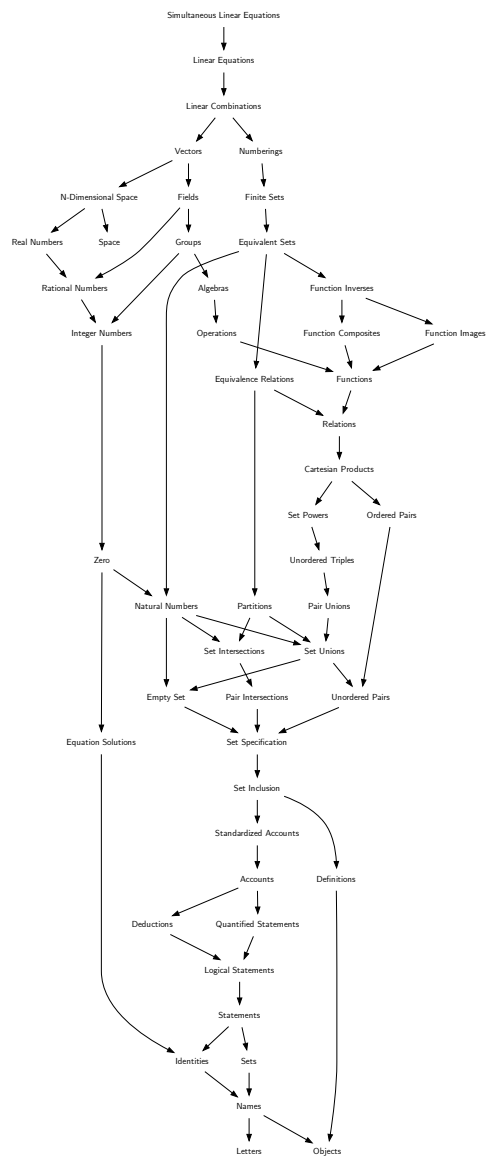 Simultaneous Linear Equations
Linear Equations
Linear Combinations
Vectors
Numberings
N-Dimensional Space
Fields
Finite Sets
Real Numbers
Space
Groups
Equivalent Sets
Rational Numbers
Algebras
Function Inverses
Integer Numbers
Operations
Function Composites
Function Images
Equivalence Relations
Functions
Relations
Cartesian Products
Set Powers
Ordered Pairs
Zero
Unordered Triples
Natural Numbers
Partitions
Pair Unions
Set Intersections
Set Unions
Empty Set
Pair Intersections
Unordered Pairs
Equation Solutions
Set Specification
Set Inclusion
Standardized Accounts
Accounts
Definitions
Deductions
Quantified Statements
Logical Statements
Statements
Identities
Sets
Names
Letters
Objects